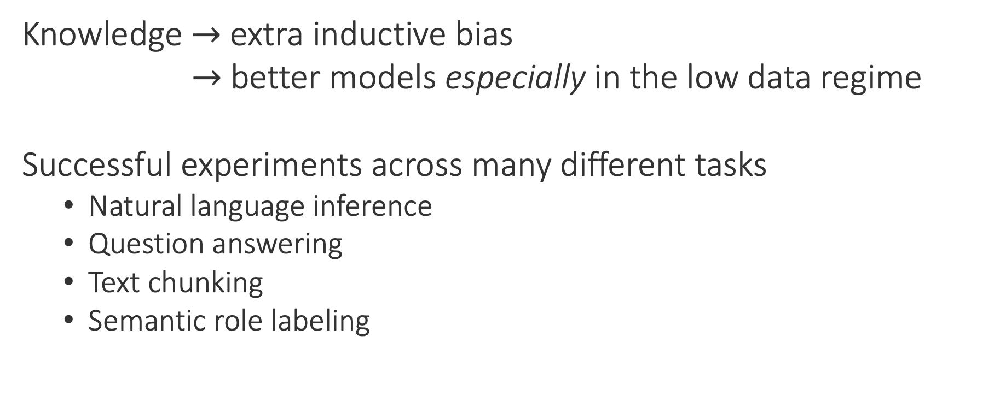 Knowledge → extra inductive bias
→ better models especially in the low data regime
Successful experiments across many different tasks
• Natural language inference
• Question answering
• Text chunking
• Semantic role labeling